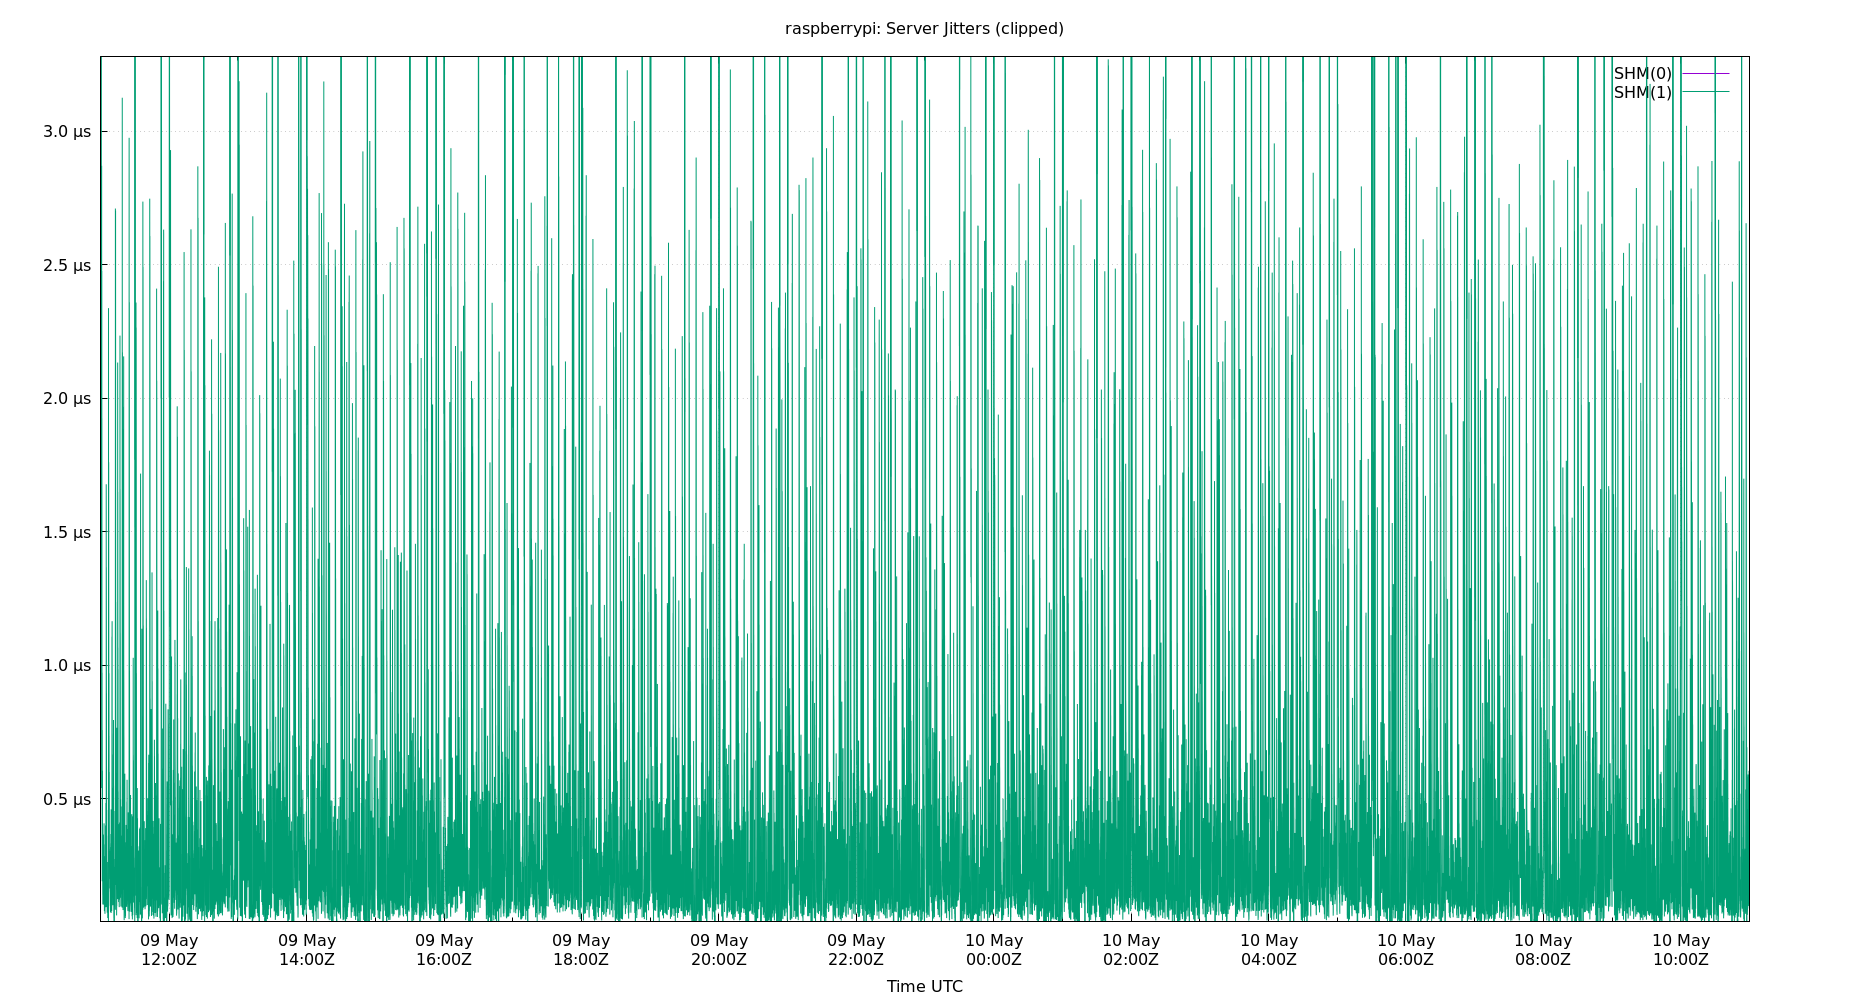 raspberrypi: Server Jitters (clipped)
SHM(0)
SHM(1)
3.0 µs
2.5 µs
2.0 µs
1.5 µs
1.0 µs
0.5 µs
09 May 09 May 09 May 09 May 09 May 09 May 10 May 10 May 10 May 10 May 10 May 10 May
12:00Z 14:00Z 16:00Z 18:00Z 20:00Z 22:00Z 00:00Z 02:00Z 04:00Z 06:00Z 08:00Z 10:00Z
Time UTC